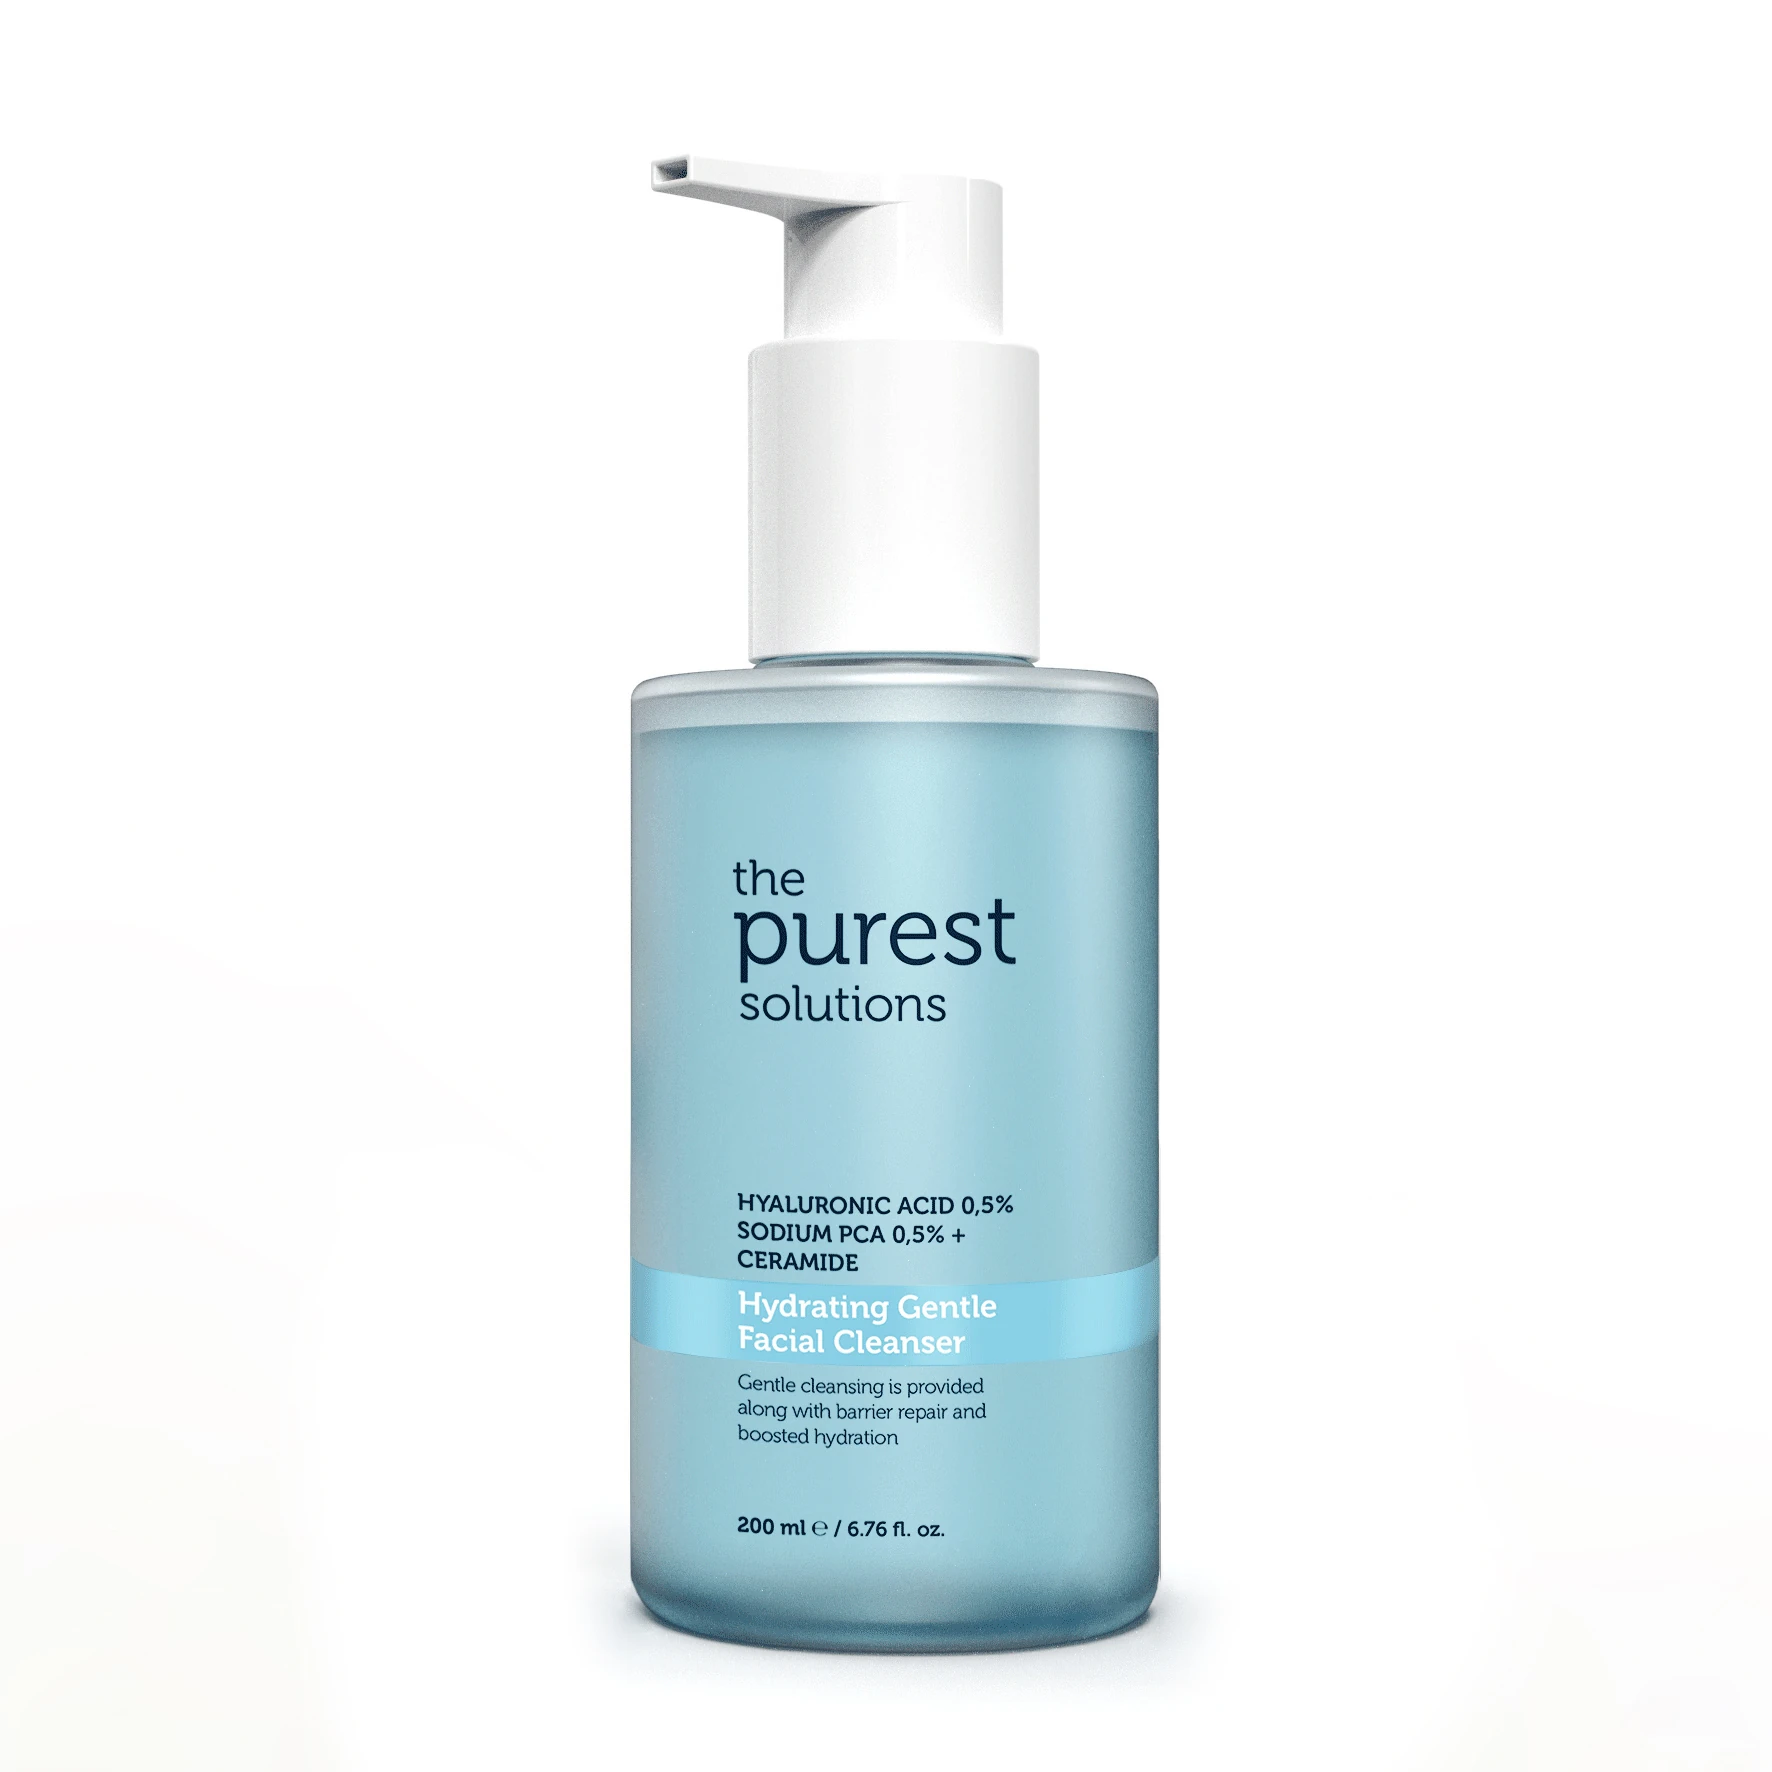 the
purest
solutions
HYALURONIC ACID 0,5%
SODIUM PCA 0,5% +
CERAMIDE
Hydrating Gentle
Facial Cleanser
Gentle cleansing is provided
along with barrier repair and
boosted hydration
200 ml ℮ / 6.76 fl. oz.